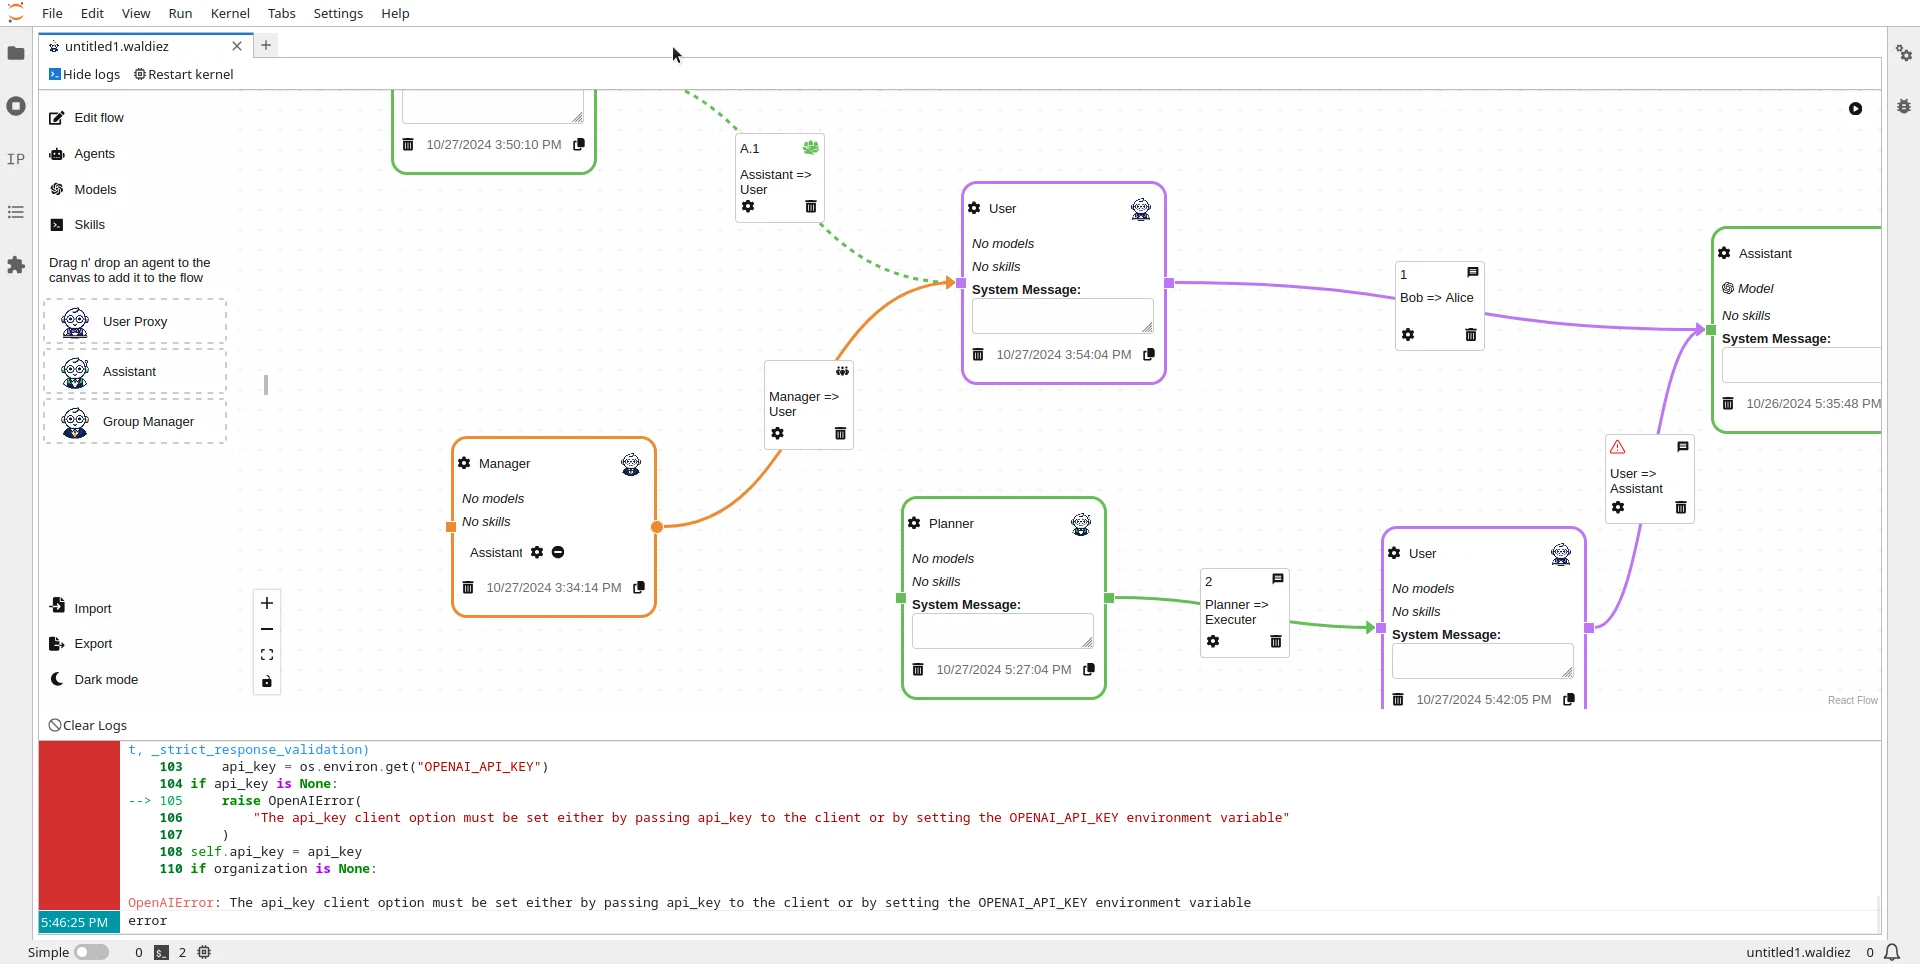 File Edit View Run Kernel Tabs Settings Help
untitled1.waldiez
Hide logs Restart kernel
Edit flow
Agents
IP
Models
Skills
Drag n' drop an agent to the
canvas to add it to the flow
User Proxy
Assistant
Group Manager
Import
Export
Dark mode
10/27/2024 3:50:10 PM
A.1
Assistant =>
User
User
No models
No skills
System Message:
10/27/2024 3:54:04 PM
1
Bob => Alice
Assistant
Model
No skills
System Message:
10/26/2024 5:35:48 PM
Manager =>
User
Manager
No models
No skills
Assistant
10/27/2024 3:34:14 PM
Planner
No models
No skills
System Message:
10/27/2024 5:27:04 PM
2
Planner =>
Executer
User =>
Assistant
User
No models
No skills
System Message:
10/27/2024 5:42:05 PM
React Flow
Clear Logs
t, _strict_response_validation)
103 api_key = os.environ.get("OPENAI_API_KEY")
104 if api_key is None:
--> 105 raise OpenAIError(
106 "The api_key client option must be set either by passing api_key to the client or by setting the OPENAI_API_KEY environment variable"
107 )
108 self.api_key = api_key
110 if organization is None:
OpenAIError: The api_key client option must be set either by passing api_key to the client or by setting the OPENAI_API_KEY environment variable
5:46:25 PM error
Simple 0 2 untitled1.waldiez 0